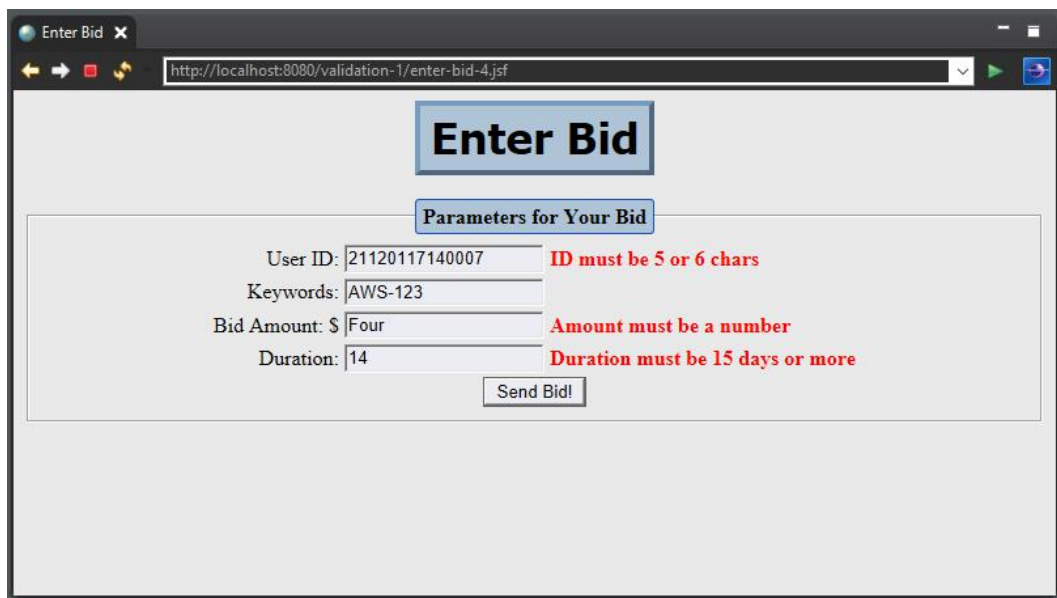 Enter Bid
http://localhost:8080/validation-1/enter-bid-4.jsf
Enter Bid
Parameters for Your Bid
User ID: 21120117140007 ID must be 5 or 6 chars
Keywords: AWS-123
Bid Amount: $ Four Amount must be a number
Duration: 14 Duration must be 15 days or more
Send Bid!